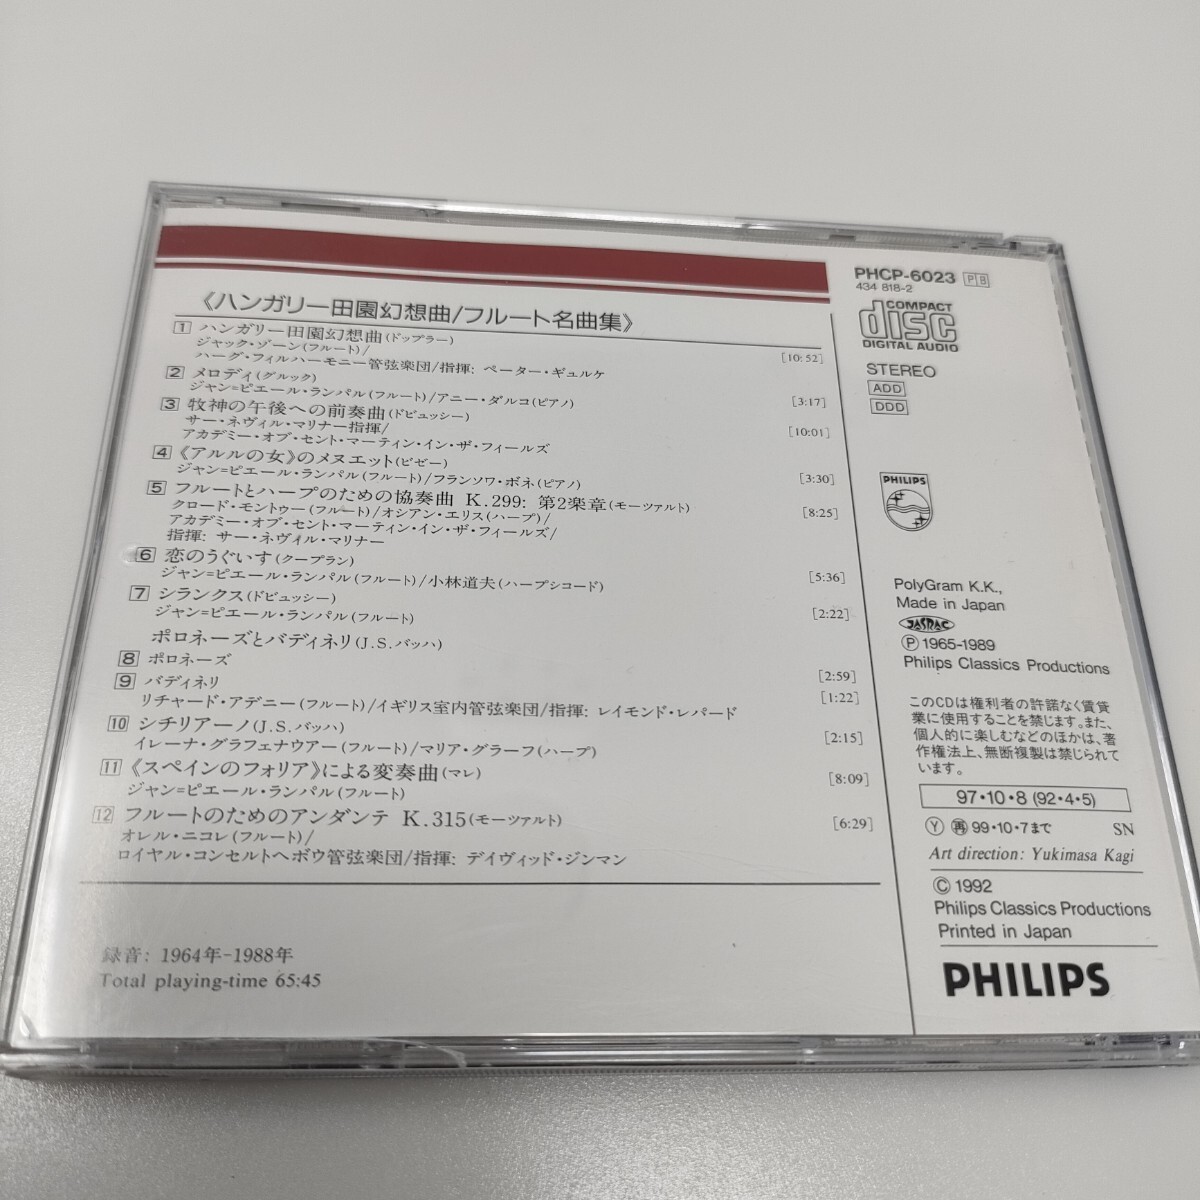 《ハンガリー田園幻想曲/フルート名曲集》
1 ハンガリー田園幻想曲(ドップラー)
ジャック・ゾーン(フルート)/
ハーグ・フィルハーモニー管弦楽団/指揮: ペーター・ギュルケ [10:52]
2 メロディ(グルック)
ジャン=ピエール・ランパル(フルート)/アニー・ダルコ(ピアノ) [3:17]
3 牧神の午後への前奏曲(ドビュッシー)
サー・ネヴィル・マリナー指揮/ [10:01]
アカデミー・オブ・セント・マーティン・イン・ザ・フィールズ
4 《アルルの女》のメヌエット(ビゼー)
ジャン=ピエール・ランパル(フルート)/フランソワ・ボネ(ピアノ) [3:30]
5 フルートとハープのための協奏曲 K.299: 第2楽章(モーツァルト) [8:25]
クロード・モントゥー(フルート)/オシアン・エリス(ハープ)/
アカデミー・オブ・セント・マーティン・イン・ザ・フィールズ/
指揮: サー・ネヴィル・マリナー
6 恋のうぐいす(クープラン)
ジャン=ピエール・ランパル(フルート)/小林道夫(ハープシコード) [5:36]
7 シランクス(ドビュッシー)
ジャン=ピエール・ランパル(フルート) [2:22]
ポロネーズとバディネリ(J.S.バッハ)
8 ポロネーズ [2:59]
9 バディネリ [1:22]
リチャード・アデニー(フルート)/イギリス室内管弦楽団/指揮: レイモンド・レパード
10 シチリアーノ(J.S.バッハ) [2:15]
イレーナ・グラフェナウアー(フルート)/マリア・グラーフ(ハープ)
11 《スペインのフォリア》による変奏曲(マレ) [8:09]
ジャン=ピエール・ランパル(フルート)
12 フルートのためのアンダンテ K.315(モーツァルト) [6:29]
オレル・ニコレ(フルート)/
ロイヤル・コンセルトヘボウ管弦楽団/指揮: デイヴィッド・ジンマン
録音: 1964年-1988年
Total playing-time 65:45
PHCP-6023 PB
434 818-2
COMPACT
disc
DIGITAL AUDIO
STEREO
ADD
DDD
PHILIPS
PolyGram K.K.,
Made in Japan
JASRAC
Ⓟ 1965-1989
Philips Classics Productions
このCDは権利者の許諾なく賃貸
業に使用することを禁じます。また、
個人的に楽しむなどのほかは、著
作権法上、無断複製は禁じられて
います。
97・10・8 (92・4・5)
Ⓨ 再 99・10・7まで SN
Art direction: Yukimasa Kagi
© 1992
Philips Classics Productions
Printed in Japan
PHILIPS